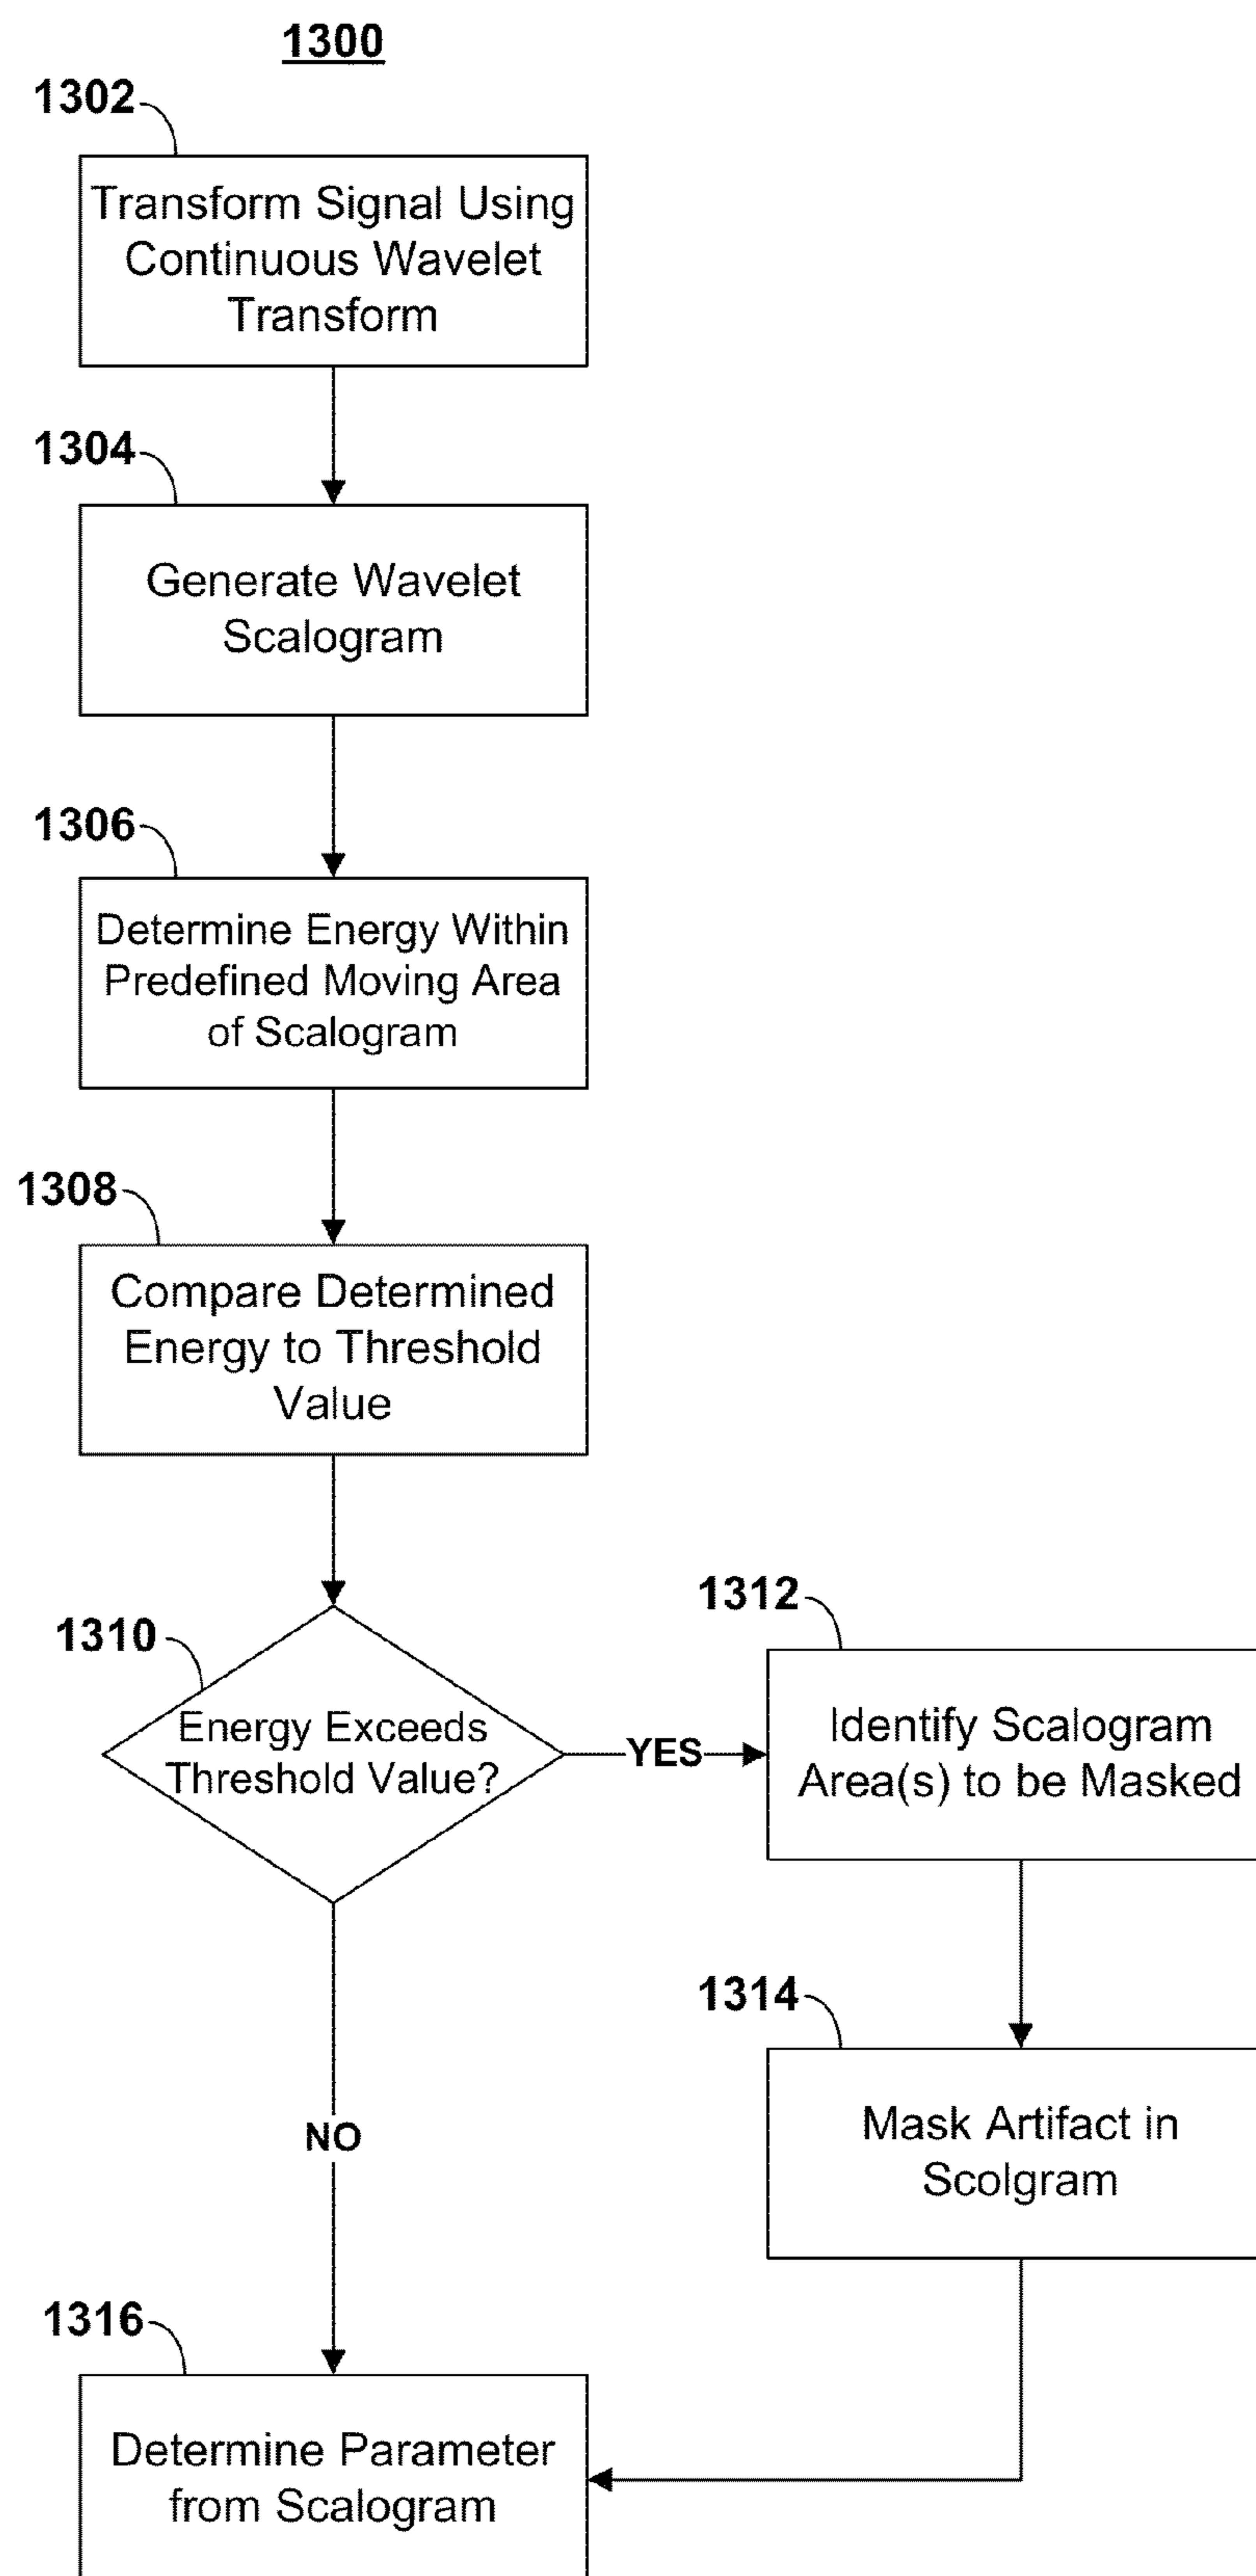 1300
1302
Transform Signal Using
Continuous Wavelet
Transform
1304
Generate Wavelet
Scalogram
1306
Determine Energy Within
Predefined Moving Area
of Scalogram
1308
Compare Determined
Energy to Threshold
Value
1310
Energy Exceeds
Threshold Value?
YES
1312
Identify Scalogram
Area(s) to be Masked
1314
Mask Artifact in
Scolgram
NO
1316
Determine Parameter
from Scalogram